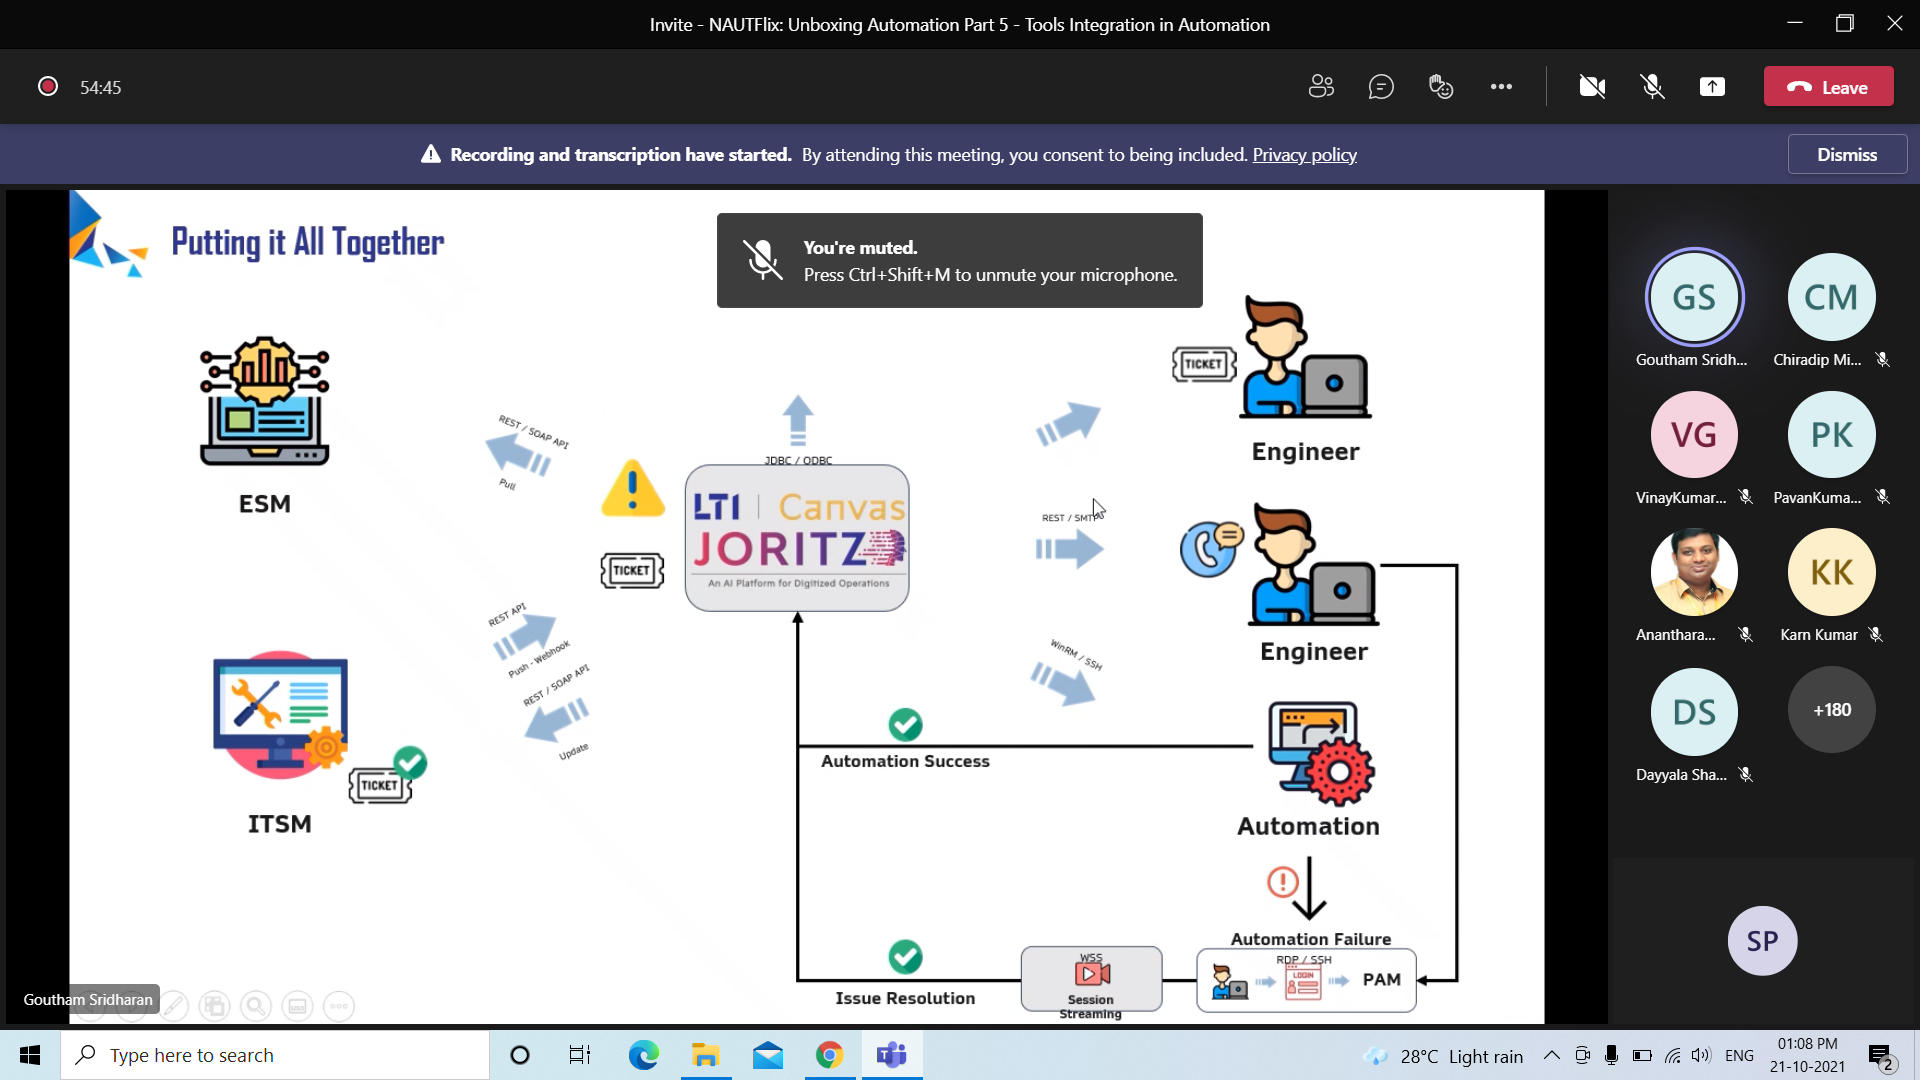 Invite - NAUTFlix: Unboxing Automation Part 5 - Tools Integration in Automation
54:45
Leave
Recording and transcription have started. By attending this meeting, you consent to being included. Privacy policy
Dismiss
Putting it All Together
You're muted.
Press Ctrl+Shift+M to unmute your microphone.
ESM
REST / SOAP API
Pull
JDBC / ODBC
LTI | Canvas
JORITZ
An AI Platform for Digitized Operations
TICKET
TICKET
Engineer
REST / SMTP
Engineer
REST API
Push - Webhook
REST / SOAP API
Update
WinRM / SSH
TICKET
ITSM
Automation Success
Automation
Automation Failure
RDP / SSH
LOGIN
PAM
WSS
Session
Streaming
Issue Resolution
Goutham Sridharan
GS
Goutham Sridh...
CM
Chiradip Mi...
VG
VinayKumar...
PK
PavanKuma...
Ananthara...
KK
Karn Kumar
DS
Dayyala Sha...
+180
SP
Type here to search
28°C Light rain
ENG
01:08 PM
21-10-2021
2